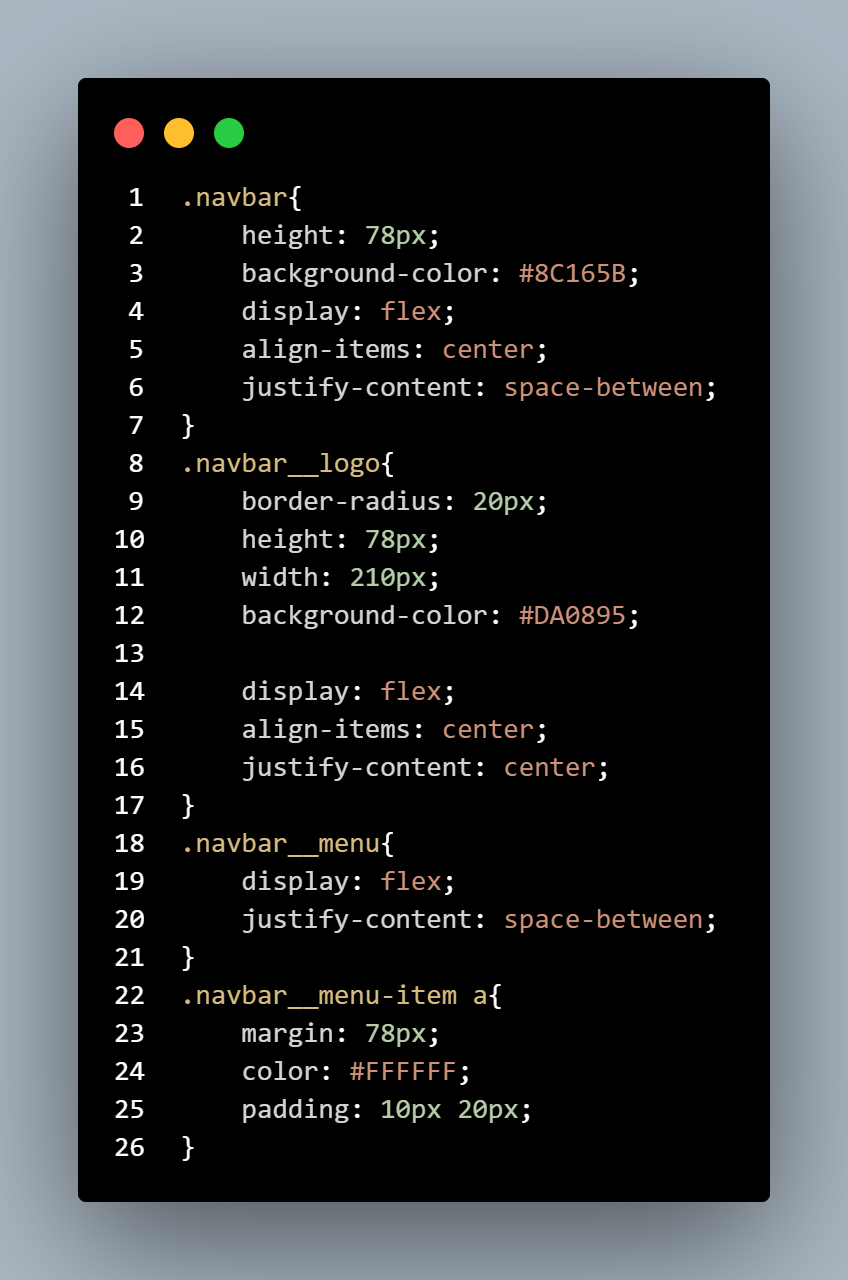 1 .navbar{
2     height: 78px;
3     background-color: #8C165B;
4     display: flex;
5     align-items: center;
6     justify-content: space-between;
7 }
8 .navbar__logo{
9     border-radius: 20px;
10     height: 78px;
11     width: 210px;
12     background-color: #DA0895;
13
14     display: flex;
15     align-items: center;
16     justify-content: center;
17 }
18 .navbar__menu{
19     display: flex;
20     justify-content: space-between;
21 }
22 .navbar__menu-item a{
23     margin: 78px;
24     color: #FFFFFF;
25     padding: 10px 20px;
26 }